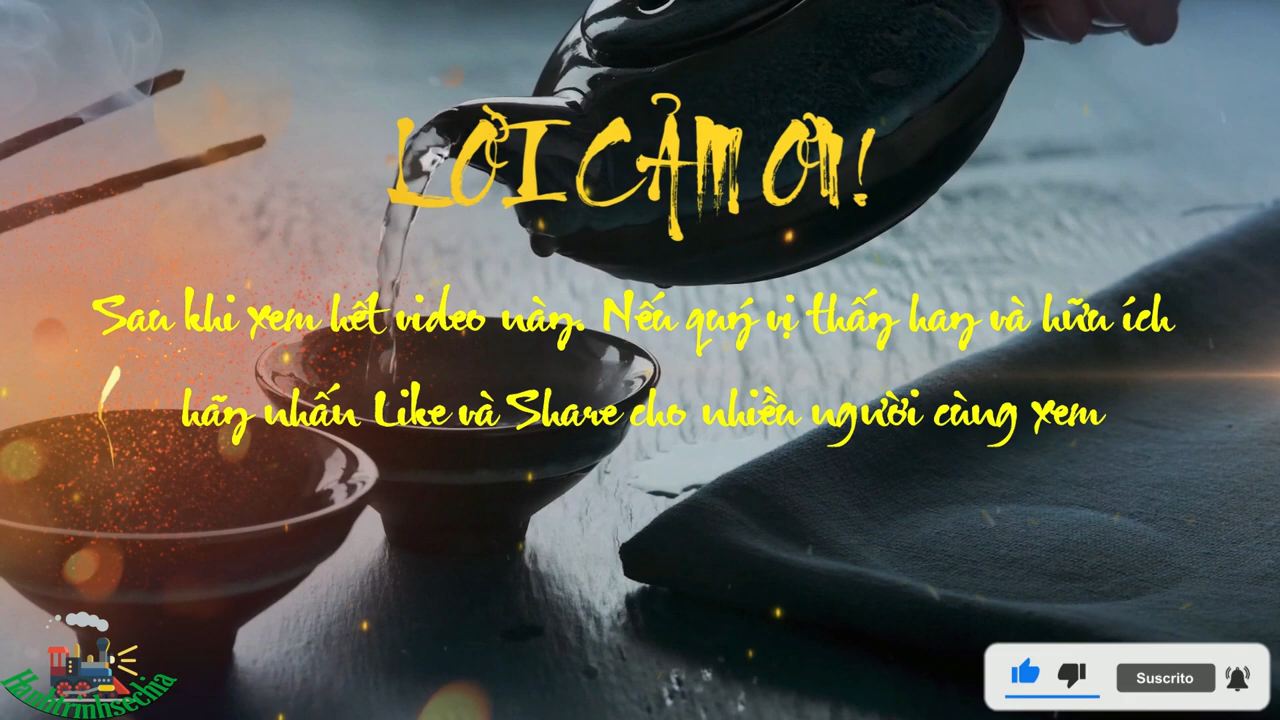 LỜI CẢM ƠN!
Sau khi xem hết video này. Nếu quý vị thấy hay và hữu ích
hãy nhấn Like và Share cho nhiều người cùng xem
Hanhtrinhsechia
Suscrito